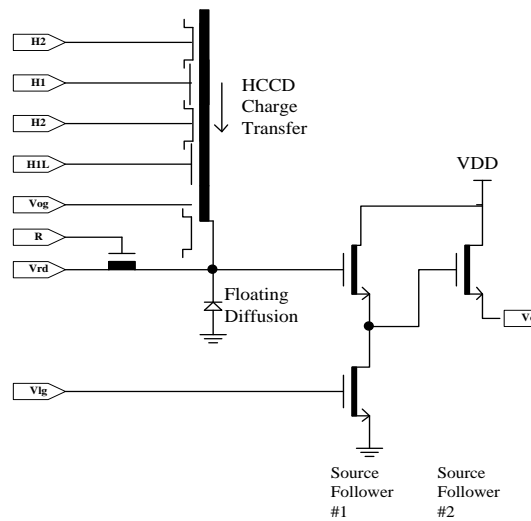 H2
H1
H2
H1L
Vog
R
Vrd
Vlg
HCCD
Charge
Transfer
VDD
Floating
Diffusion
Source
Follower
#1
Source
Follower
#2